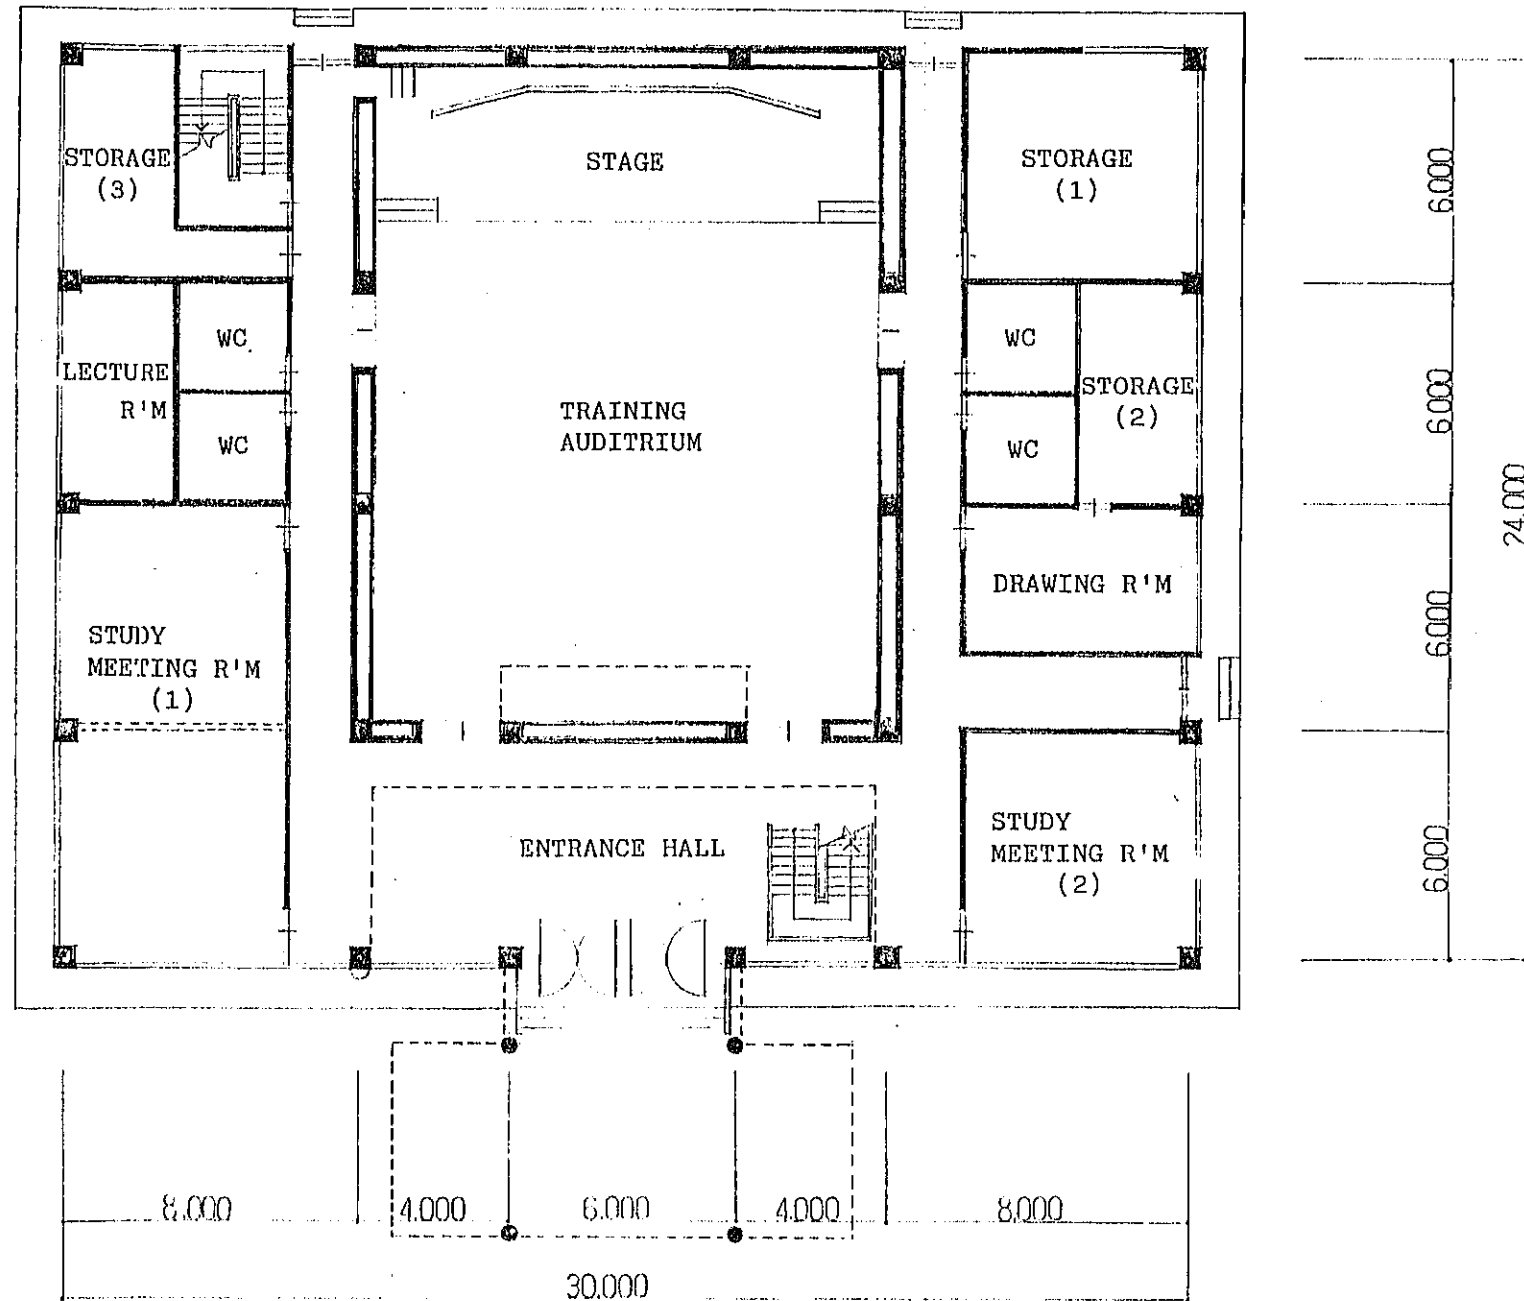 STAGE
STORAGE
(3)
STORAGE
(1)
WC
WC
LECTURE
R'M
STORAGE
(2)
TRAINING
AUDITRIUM
WC
WC
DRAWING R'M
STUDY
MEETING R'M
(1)
ENTRANCE HALL
STUDY
MEETING R'M
(2)
6.000
6.000
6.000
6.000
24.000
8.000
4.000
6.000
4.000
8.000
30.000